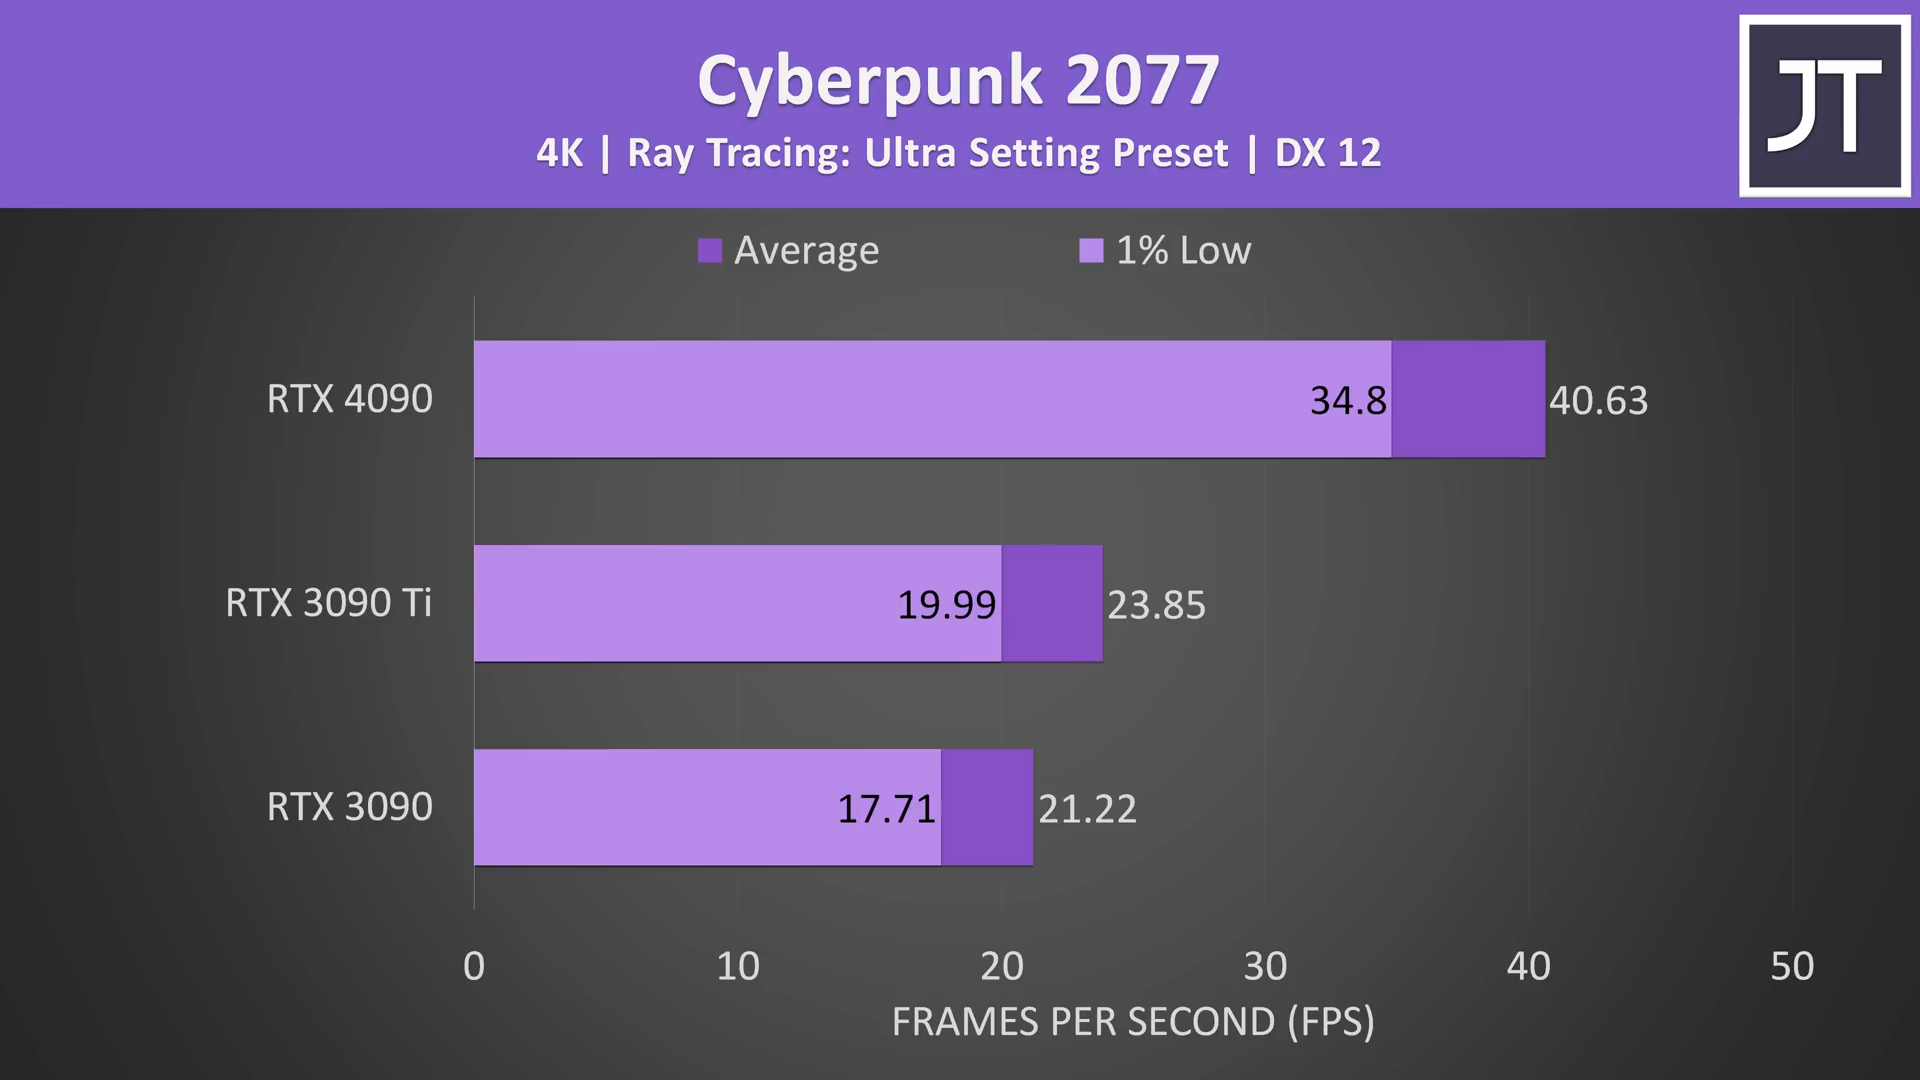 Cyberpunk 2077
4K | Ray Tracing: Ultra Setting Preset | DX 12
JT
Average
1% Low
RTX 4090
34.8
40.63
RTX 3090 Ti
19.99
23.85
RTX 3090
17.71
21.22
0 10 20 30 40 50
FRAMES PER SECOND (FPS)